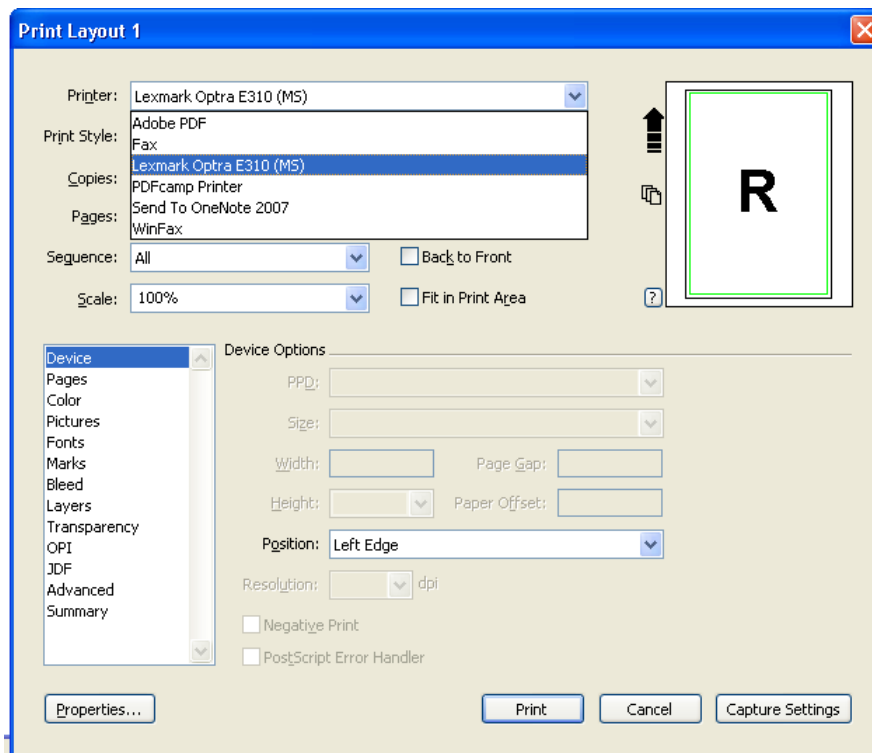 Print Layout 1
Printer: Lexmark Optra E310 (MS)
Adobe PDF
Print Style:
Fax
Lexmark Optra E310 (MS)
Copies:
PDFcamp Printer
Send To OneNote 2007
Pages:
WinFax
Sequence: All Back to Front
Scale: 100% Fit in Print Area ?
R
Device
Pages
Color
Pictures
Fonts
Marks
Bleed
Layers
Transparency
OPI
JDF
Advanced
Summary
Device Options
PPD:
Size:
Width: Page Gap:
Height: Paper Offset:
Position: Left Edge
Resolution: dpi
Negative Print
PostScript Error Handler
Properties... Print Cancel Capture Settings